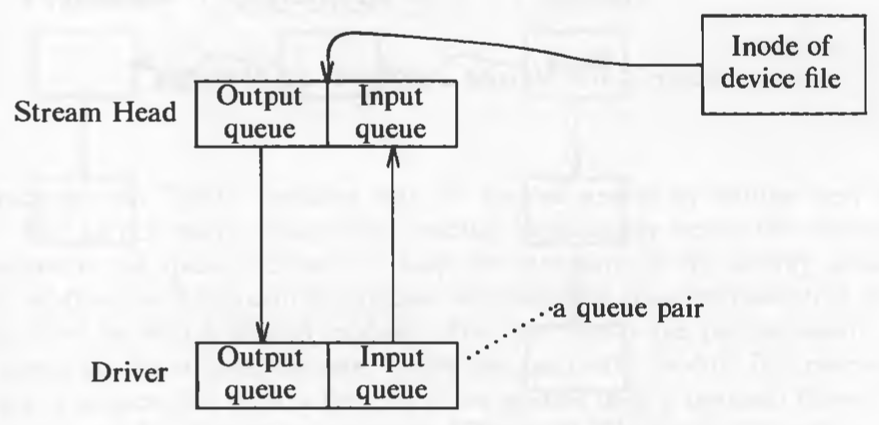 Inode of
device file
Stream Head
Output
queue
Input
queue
a queue pair
Driver
Output
queue
Input
queue